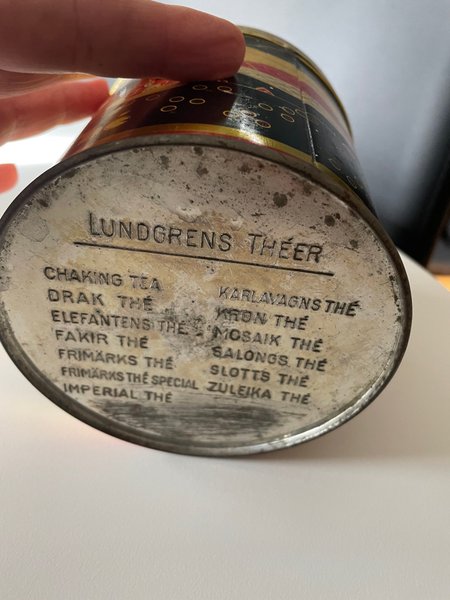 LUNDGRENS THÉER
CHAKING TEA
DRAK THÉ
ELEFANTENS THÉ
FAKIR THÉ
FRIMÄRKS THÉ
FRIMÄRKS THÉ SPECIAL
IMPERIAL THÉ
KARLAVAGNS THÉ
KRON THÉ
MOSAIK THÉ
SALONGS THÉ
SLOTTS THÉ
ZULEIKA THÉ